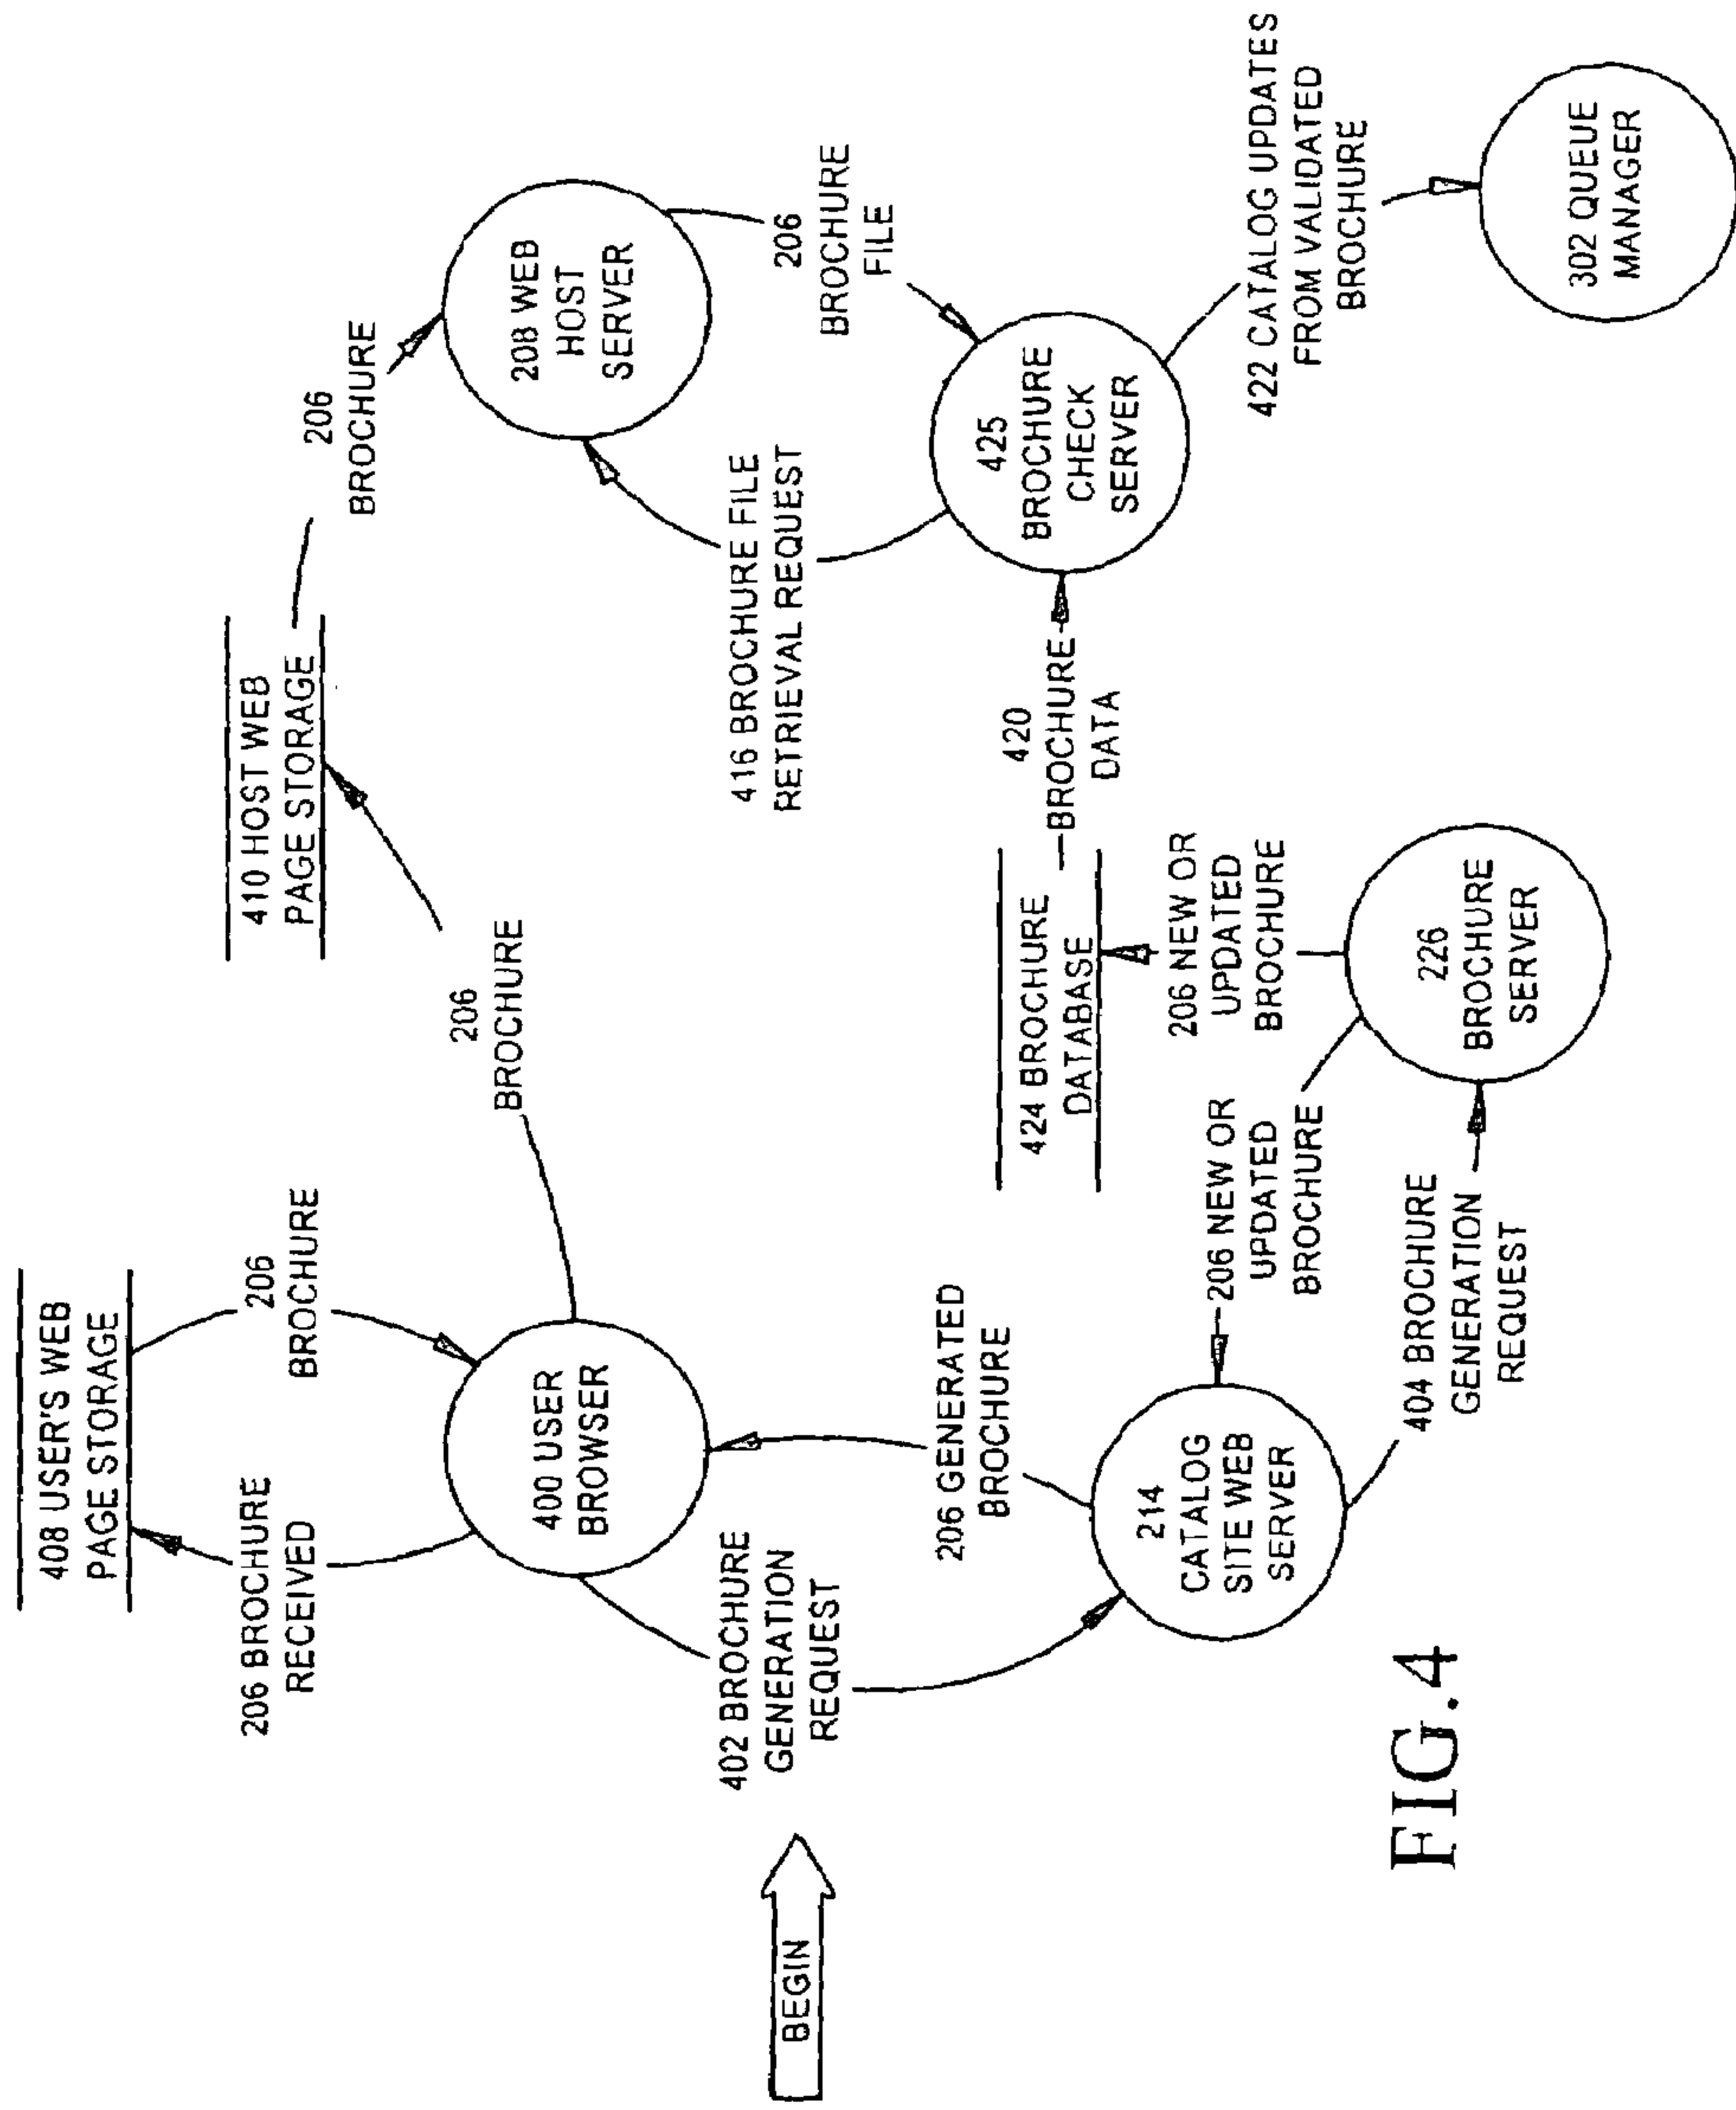 408 USER'S WEB
PAGE STORAGE
206 BROCHURE
RECEIVED
206
BROCHURE
400 USER
BROWSER
206
BROCHURE
410 HOST WEB
PAGE STORAGE
206
BROCHURE
208 WEB
HOST
SERVER
BEGIN
402 BROCHURE
GENERATION
REQUEST
206 GENERATED
BROCHURE
416 BROCHURE FILE
RETRIEVAL REQUEST
206
BROCHURE
FILE
214
CATALOG
SITE WEB
SERVER
206 NEW OR
UPDATED
BROCHURE
424 BROCHURE
DATABASE
420
BROCHURE
DATA
425
BROCHURE
CHECK
SERVER
206 NEW OR
UPDATED
BROCHURE
422 CATALOG UPDATES
FROM VALIDATED
BROCHURE
404 BROCHURE
GENERATION
REQUEST
226
BROCHURE
SERVER
302 QUEUE
MANAGER
FIG.4